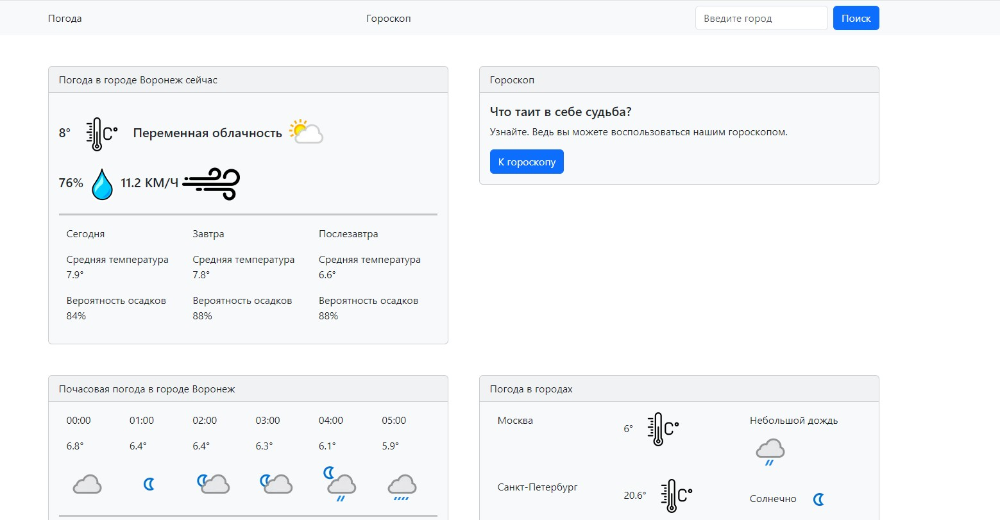 Погода
Гороскоп
Введите город
Поиск
Погода в городе Воронеж сейчас
8°
C°
Переменная облачность
76%
11.2 КМ/Ч
Сегодня
Завтра
Послезавтра
Средняя температура
7.9°
Средняя температура
7.8°
Средняя температура
6.6°
Вероятность осадков
84%
Вероятность осадков
88%
Вероятность осадков
88%
Гороскоп
Что таит в себе судьба?
Узнайте. Ведь вы можете воспользоваться нашим гороскопом.
К гороскопу
Почасовая погода в городе Воронеж
00:00 01:00 02:00 03:00 04:00 05:00
6.8° 6.4° 6.4° 6.3° 6.1° 5.9°
Погода в городах
Москва
6°
C°
Небольшой дождь
Санкт-Петербург
20.6°
C°
Солнечно